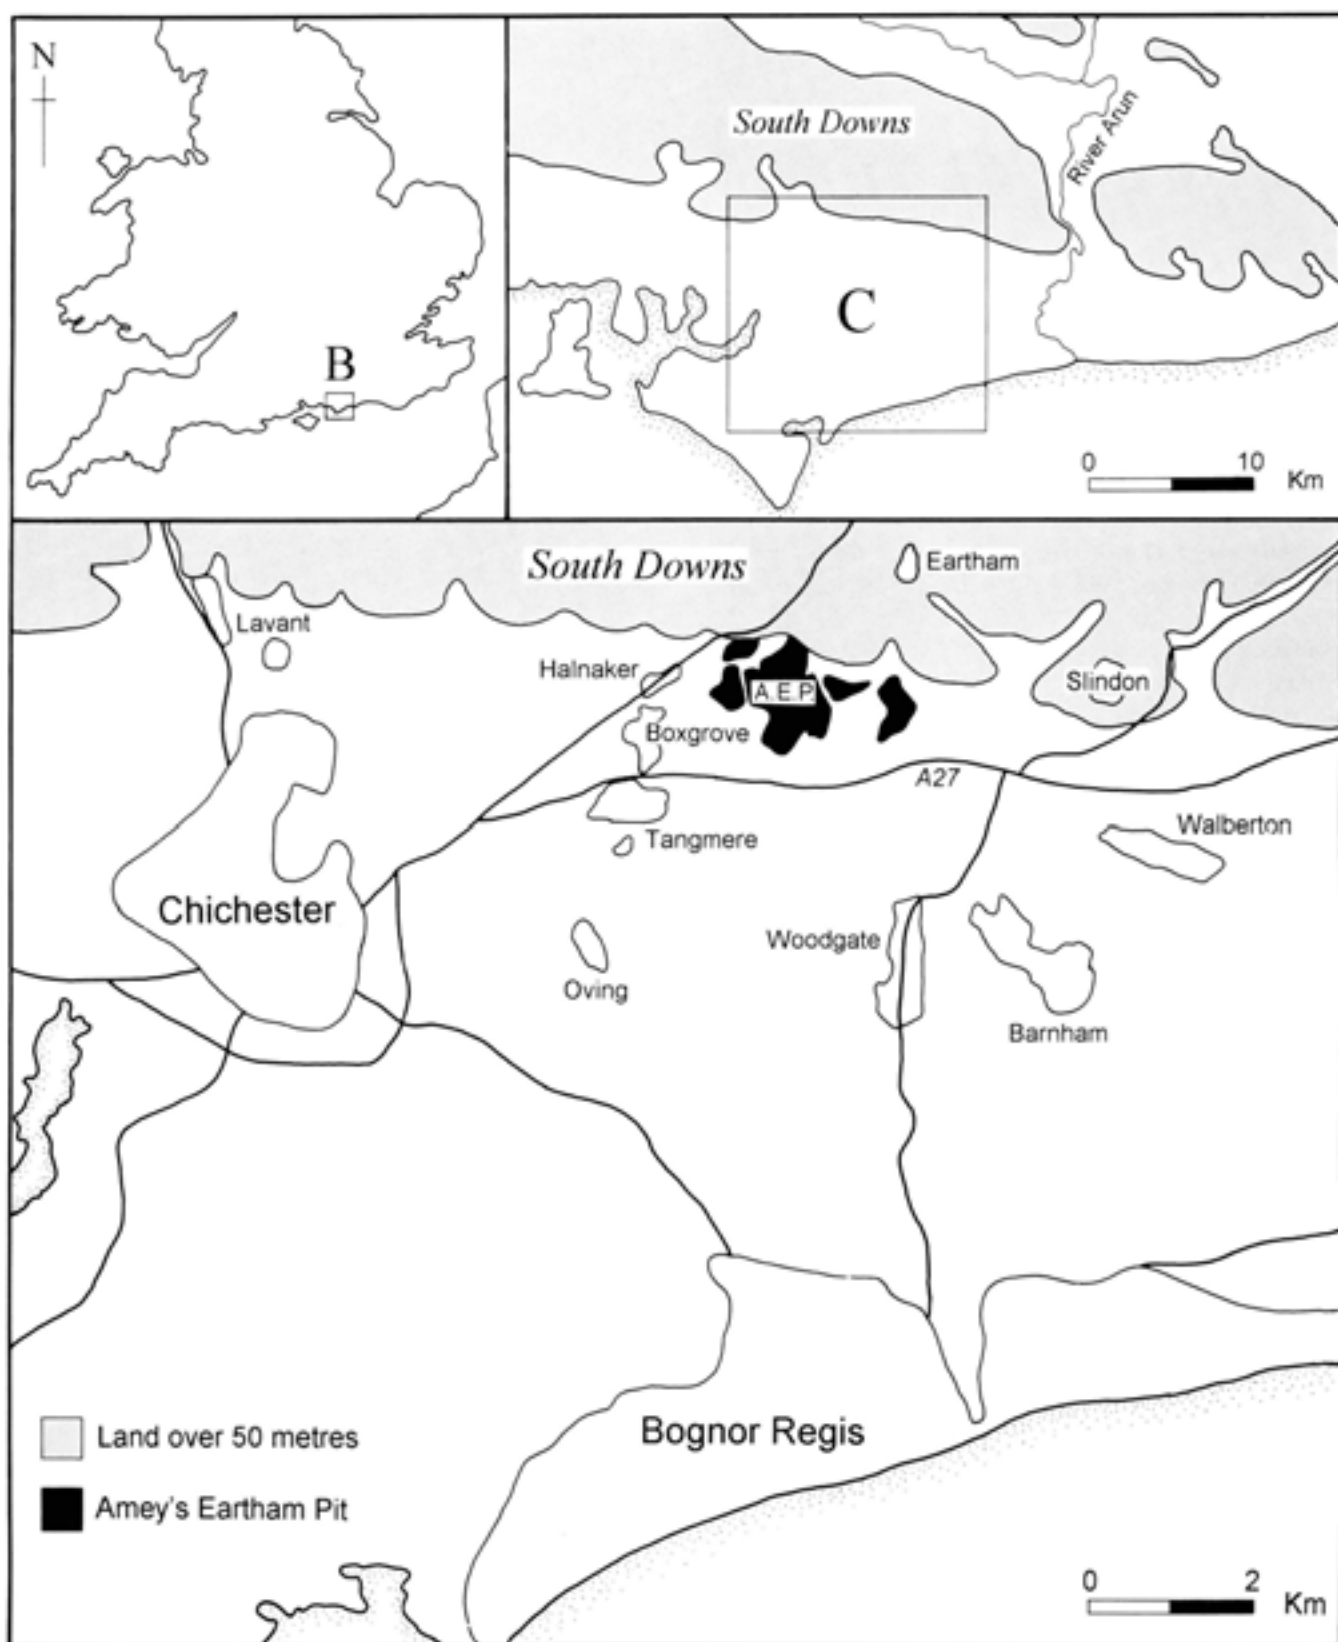 N
B
South Downs
River Arun
C
0 10 Km
South Downs
Eartham
Lavant
Halnaker
A.E.P
Slindon
Boxgrove
A27
Tangmere
Walberton
Chichester
Woodgate
Oving
Barnham
Bognor Regis
Land over 50 metres
Amey's Eartham Pit
0 2 Km